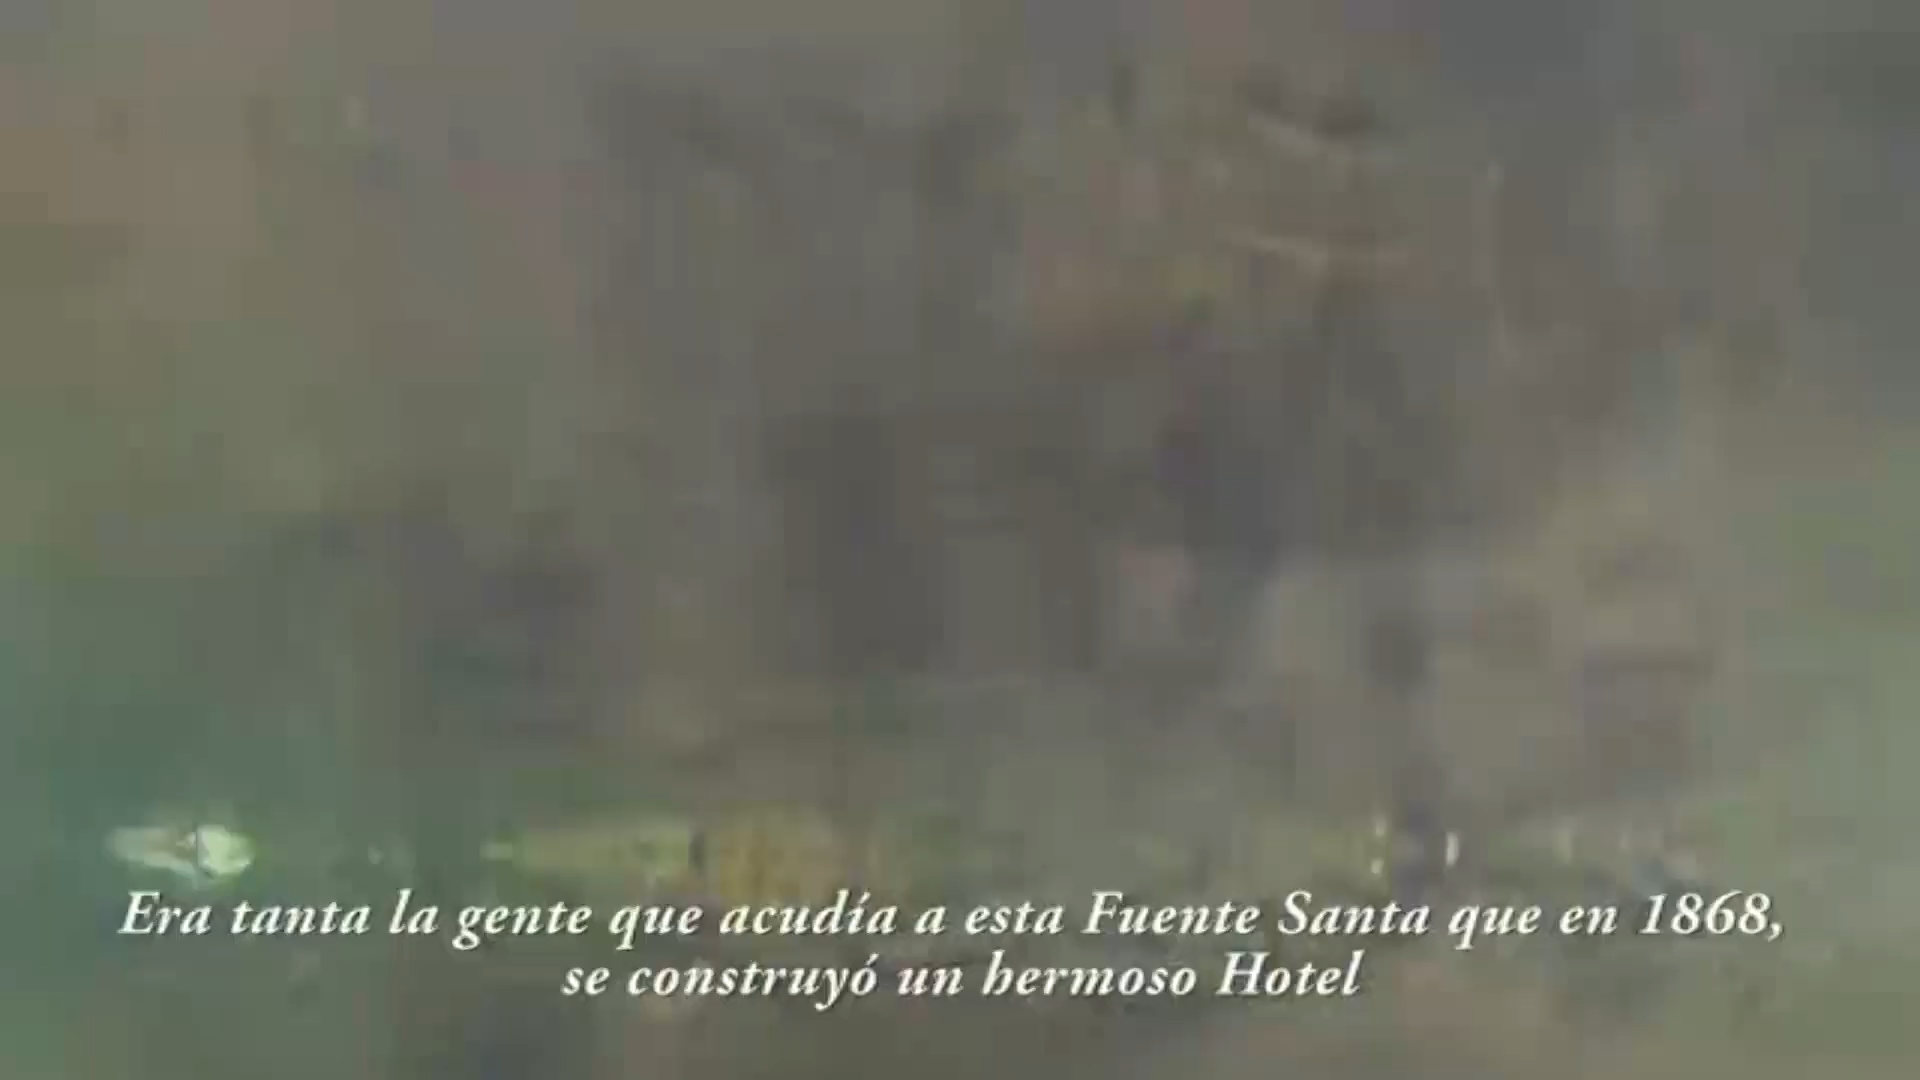 Era tanta la gente que acudía a esta Fuente Santa que en 1868,
se construyó un hermoso Hotel